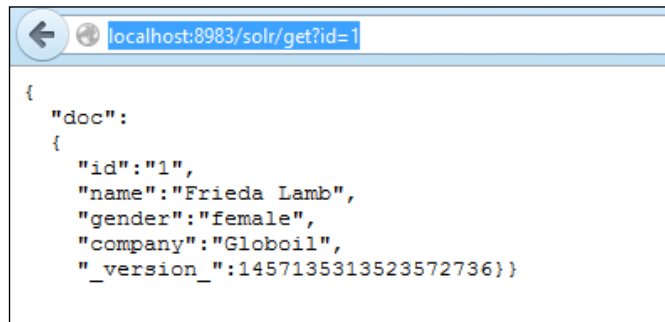 localhost:8983/solr/get?id=1
{
  "doc":
  {
    "id":"1",
    "name":"Frieda Lamb",
    "gender":"female",
    "company":"Globoil",
    "_version_":1457135313523572736}}